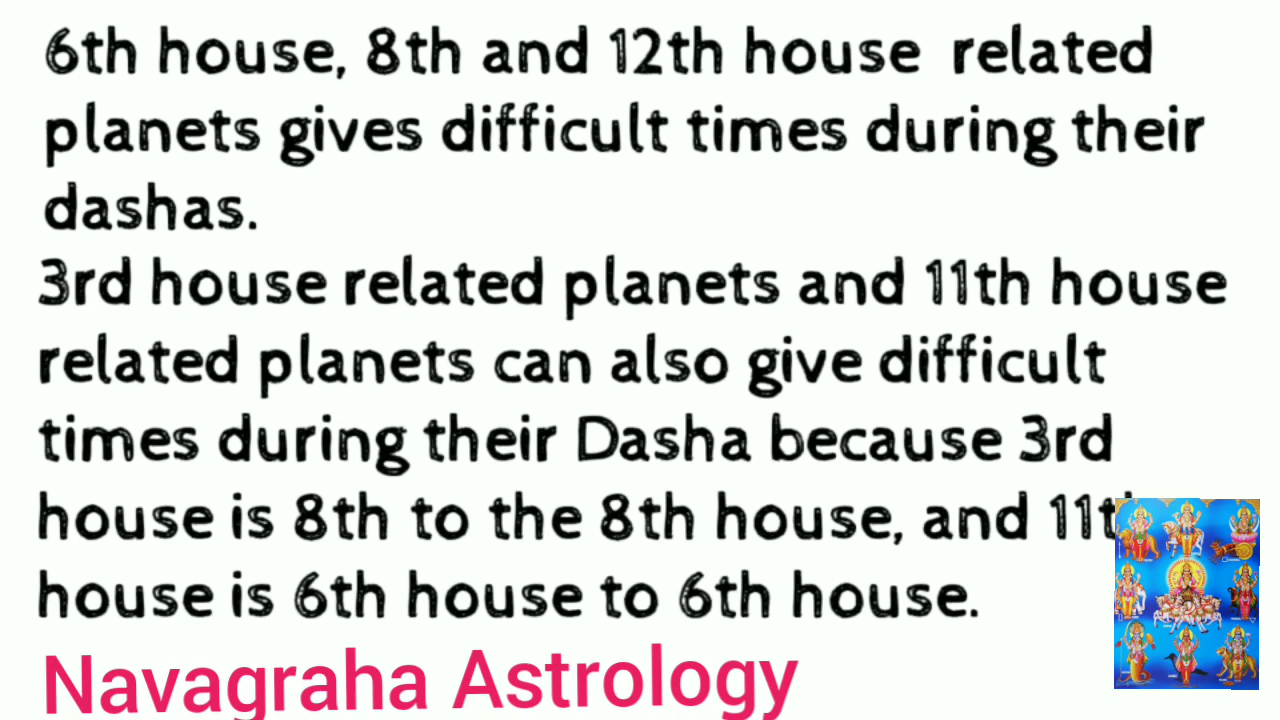 6th house, 8th and 12th house related
planets gives difficult times during their
dashas.
3rd house related planets and 11th house
related planets can also give difficult
times during their Dasha because 3rd
house is 8th to the 8th house, and 11th
house is 6th house to 6th house.
Navagraha Astrology